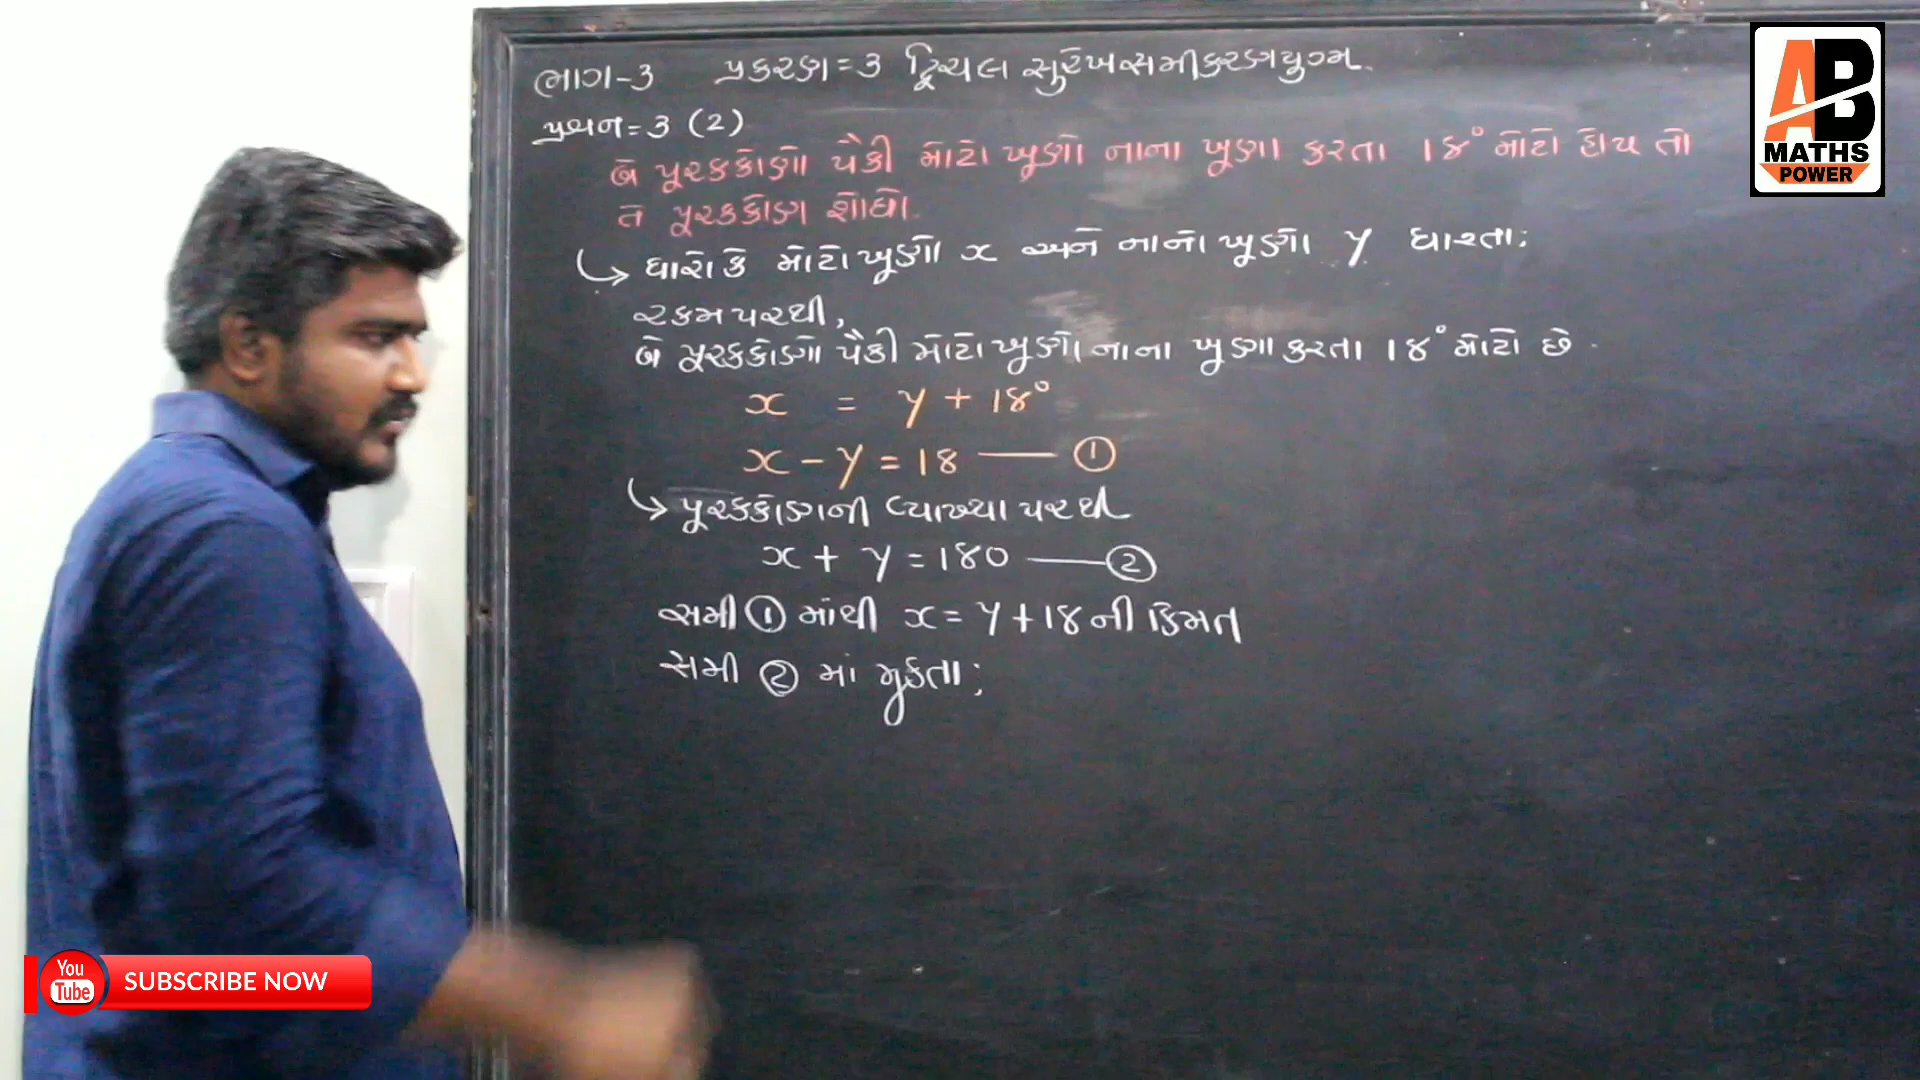 ભાગ-3 પ્રકરણ=3 દ્વિચલ સુરેખ સમીકરણયુગ્મ.
પ્રશ્ન=3 (2)
બે પૂરકકોણો પૈકી મોટો ખૂણો નાના ખૂણા કરતા 18° મોટો હોય તો
તે પૂરકકોણ શોધો.
ધારો કે મોટો ખૂણો x અને નાનો ખૂણો y ધારતા;
રકમ પરથી,
બે પૂરકકોણો પૈકી મોટો ખૂણો નાના ખૂણા કરતા 18° મોટો છે.
x = y + 18°
x - y = 18 — ①
પૂરકકોણની વ્યાખ્યા પરથી
x + y = 180 — ②
સમી ① માંથી x = y + 18 ની કિમત
સમી ② માં મુકતા;
AB
MATHS
POWER
You
Tube
SUBSCRIBE NOW